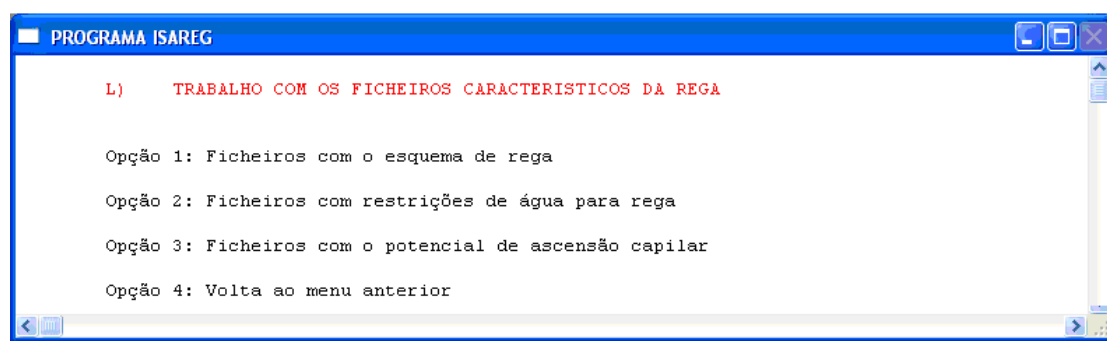 PROGRAMA ISAREG
L) TRABALHO COM OS FICHEIROS CARACTERISTICOS DA REGA
Opção 1: Ficheiros com o esquema de rega
Opção 2: Ficheiros com restrições de água para rega
Opção 3: Ficheiros com o potencial de ascensão capilar
Opção 4: Volta ao menu anterior